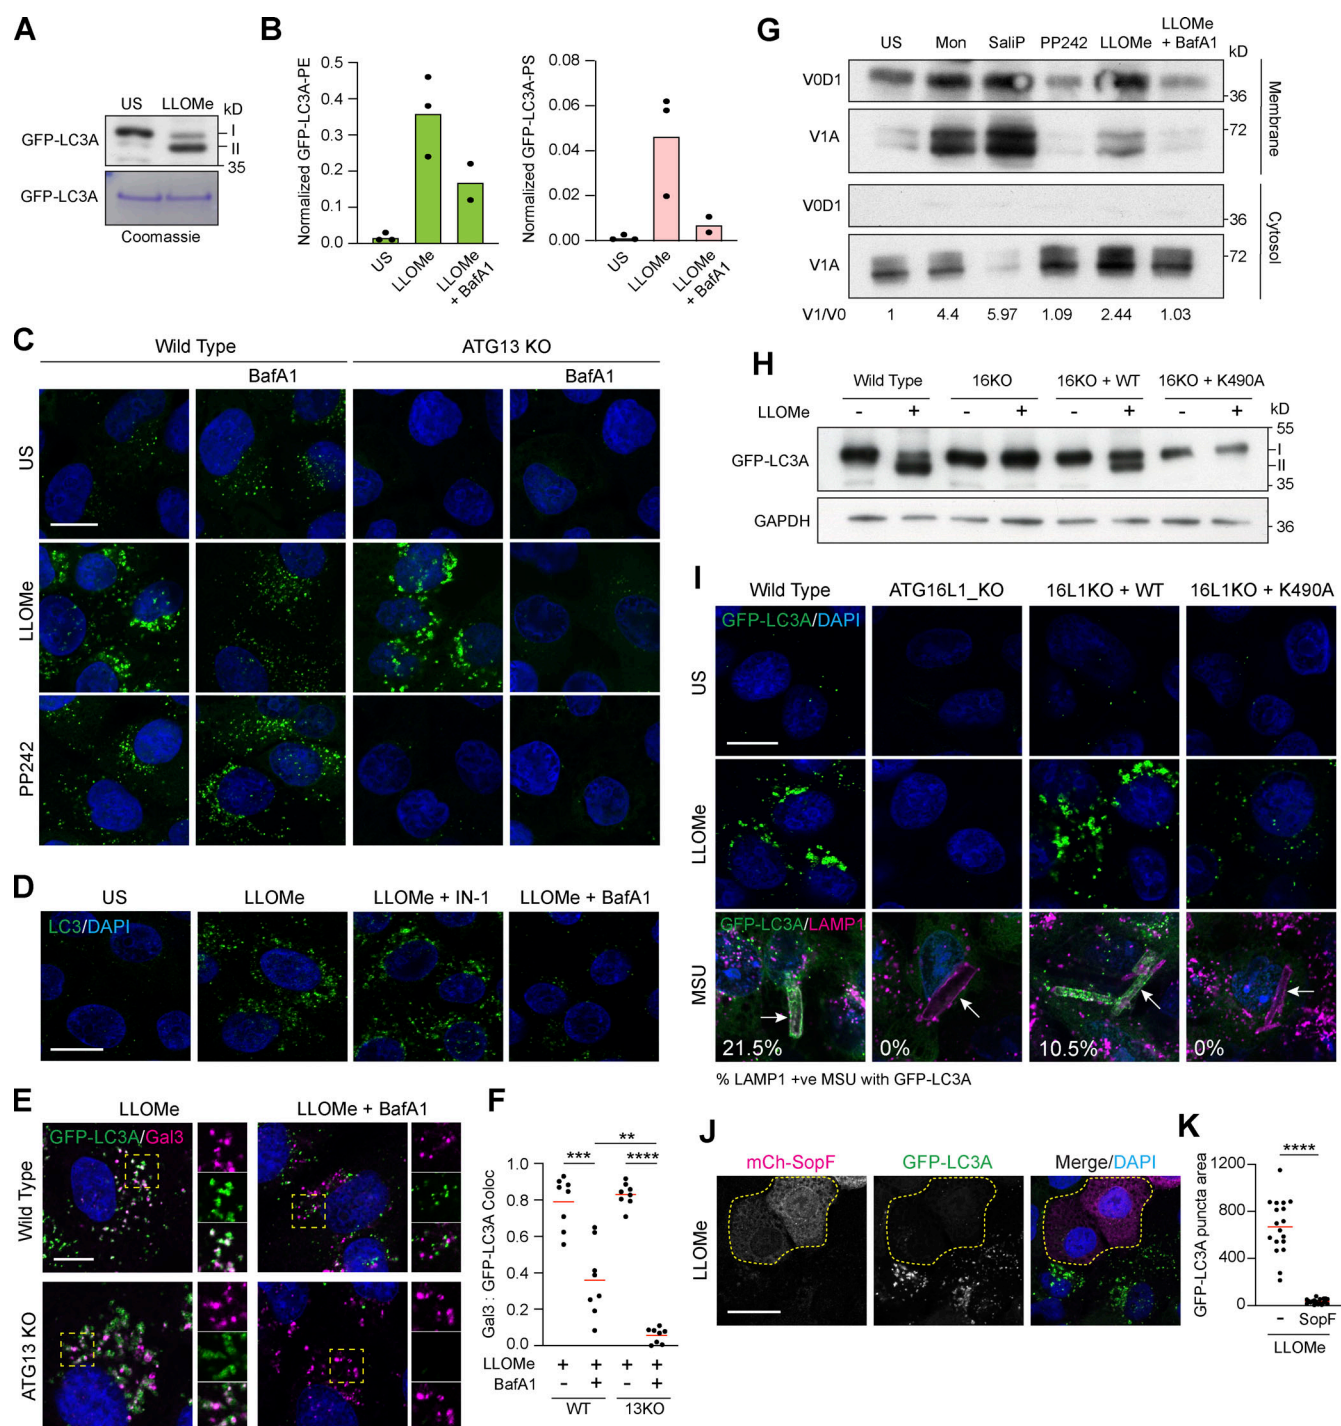 A
US LLOMe kD
GFP-LC3A I
II
35
GFP-LC3A
Coomassie
B
Normalized GFP-LC3A-PE
0.5
0.4
0.3
0.2
0.1
0.0
US LLOMe LLOMe + BafA1
Normalized GFP-LC3A-PS
0.08
0.06
0.04
0.02
0.00
US LLOMe LLOMe + BafA1
C
Wild Type ATG13 KO
BafA1 BafA1
US
LLOMe
PP242
D
US LLOMe LLOMe + IN-1 LLOMe + BafA1
LC3/DAPI
E
LLOMe LLOMe + BafA1
GFP-LC3A/Gal3
Wild Type
ATG13 KO
F
Gal3 : GFP-LC3A Coloc
** 
*** ****
1.0
0.8
0.6
0.4
0.2
0.0
LLOMe + + + +
BafA1 + +
WT 13KO
G
US Mon SaliP PP242 LLOMe LLOMe + BafA1 kD
V0D1 36
V1A 72
Membrane
V0D1 36
V1A 72
Cytosol
V1/V0 1 4.4 5.97 1.09 2.44 1.03
H
Wild Type 16KO 16KO + WT 16KO + K490A
LLOMe - + - + - + - + kD
55
GFP-LC3A I
II
35
GAPDH 36
I
Wild Type ATG16L1_KO 16L1KO + WT 16L1KO + K490A
GFP-LC3A/DAPI
US
LLOMe
GFP-LC3A/LAMP1
MSU
21.5% 0% 10.5% 0%
% LAMP1 +ve MSU with GFP-LC3A
J
mCh-SopF GFP-LC3A Merge/DAPI
LLOMe
K
GFP-LC3A puncta area
****
1200
800
400
0
- SopF
LLOMe